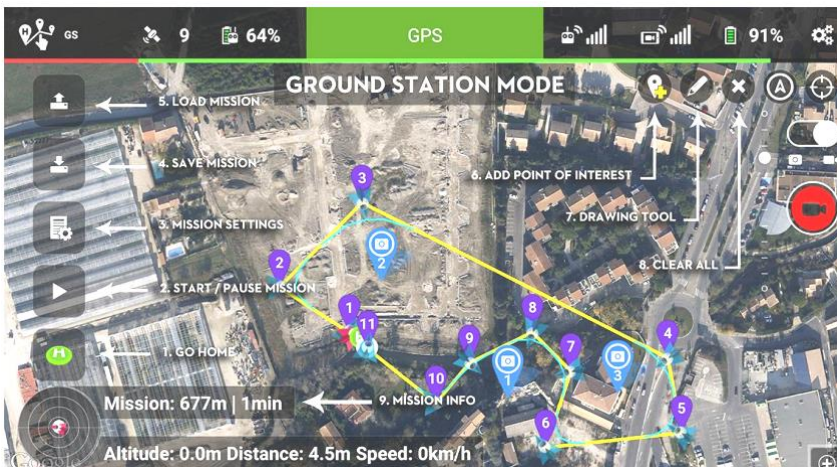 GS
9
64%
GPS
91%
GROUND STATION MODE
A
5. LOAD MISSION
4. SAVE MISSION
6. ADD POINT OF INTEREST
3
3. MISSION SETTINGS
7. DRAWING TOOL
2
2
2. START / PAUSE MISSION
8. CLEAR ALL
1
8
11
H
1. GO HOME
9
7
4
10
1
3
Mission: 677m | 1min
9. MISSION INFO
6
5
Altitude: 0.0m Distance: 4.5m Speed: 0km/h
Google